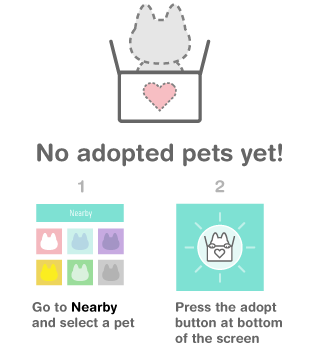 No adopted pets yet!
1
Nearby
Go to Nearby
and select a pet
2
Press the adopt
button at bottom
of the screen